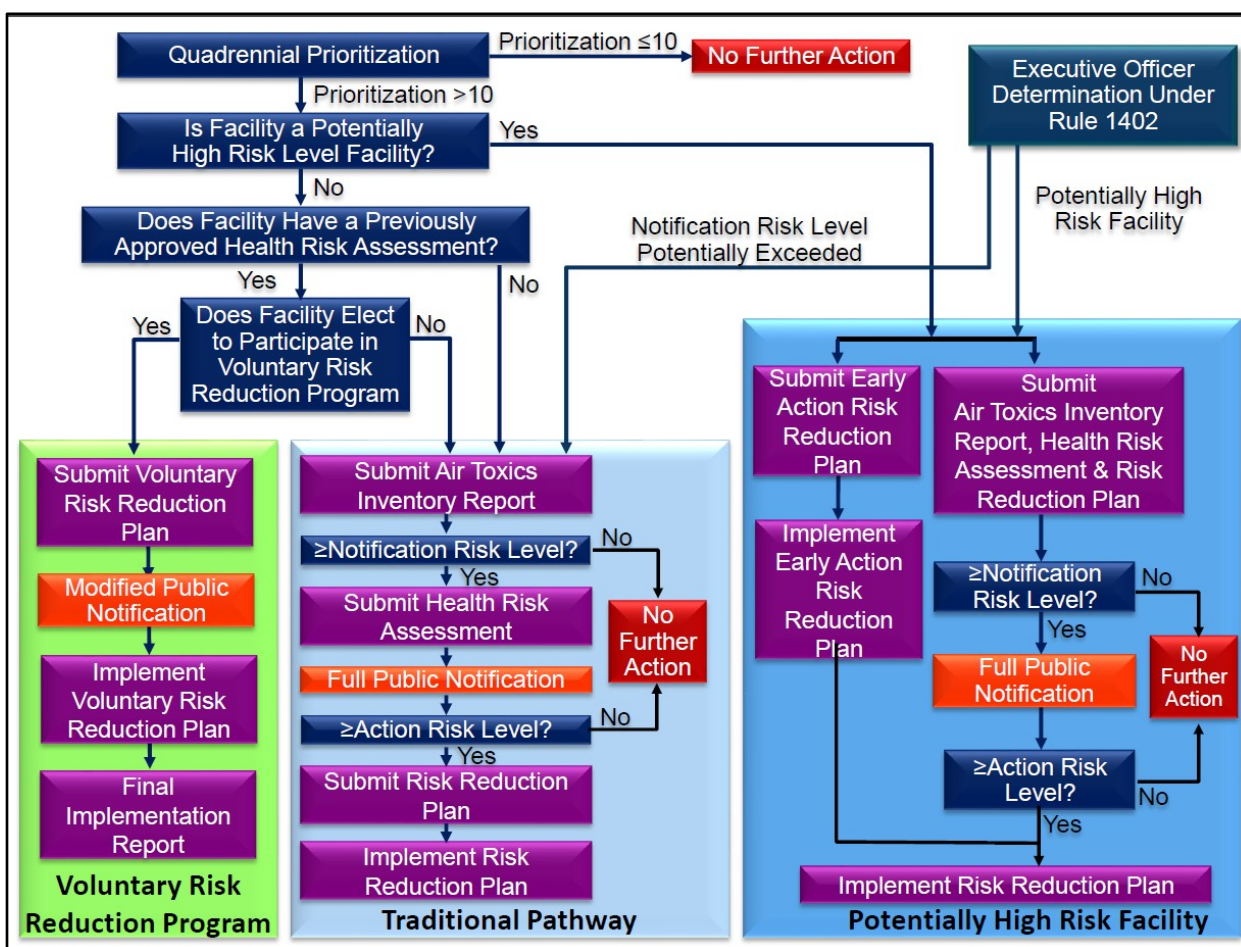 Quadrennial Prioritization
Prioritization ≤10
No Further Action
Executive Officer
Determination Under
Rule 1402
Prioritization >10
Is Facility a Potentially
High Risk Level Facility?
Yes
No
Does Facility Have a Previously
Approved Health Risk Assessment?
Notification Risk Level
Potentially Exceeded
Potentially High
Risk Facility
Yes
No
Yes
Does Facility Elect
to Participate in
Voluntary Risk
Reduction Program
No
Submit Voluntary
Risk Reduction
Plan
Modified Public
Notification
Implement
Voluntary Risk
Reduction Plan
Final
Implementation
Report
Voluntary Risk
Reduction Program
Submit Air Toxics
Inventory Report
≥Notification Risk Level?
No
Yes
Submit Health Risk
Assessment
No
Further
Action
Full Public Notification
≥Action Risk Level?
No
Yes
Submit Risk Reduction
Plan
Implement Risk
Reduction Plan
Traditional Pathway
Submit Early
Action Risk
Reduction
Plan
Implement
Early Action
Risk
Reduction
Plan
Submit
Air Toxics Inventory
Report, Health Risk
Assessment & Risk
Reduction Plan
≥Notification
Risk Level?
No
Yes
Full Public
Notification
No
Further
Action
≥Action Risk
Level?
No
Yes
Implement Risk Reduction Plan
Potentially High Risk Facility